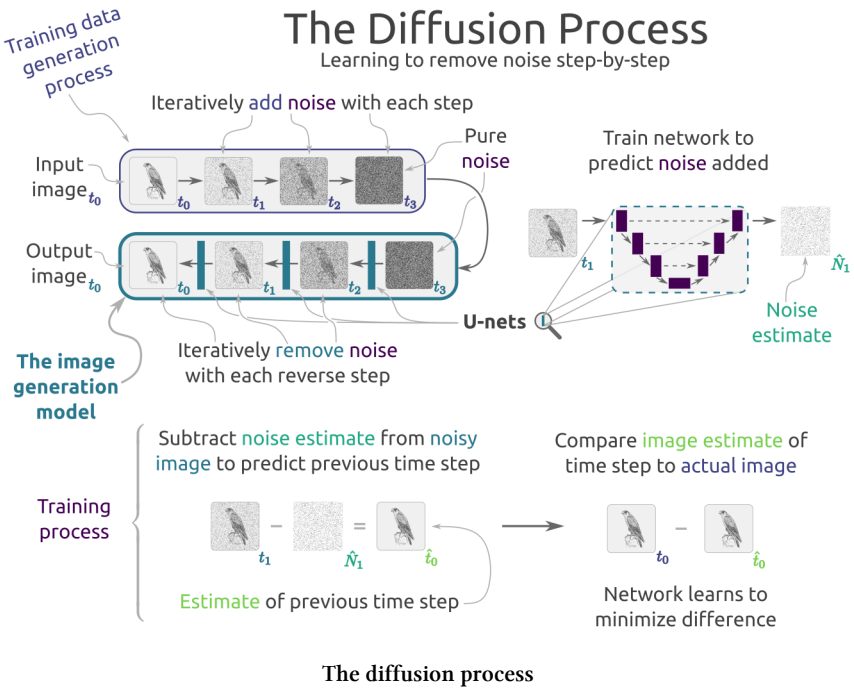 The Diffusion Process
Learning to remove noise step-by-step
Training data
generation
process
Iteratively add noise with each step
Pure
noise
Input
image t₀
t₀
t₁
t₂
t₃
Output
image t₀
t₀
t₁
t₂
t₃
The image
generation
model
Iteratively remove noise
with each reverse step
U-nets
Train network to
predict noise added
t₁
N̂₁
Noise
estimate
Training
process
Subtract noise estimate from noisy
image to predict previous time step
t₁ − N̂₁ = t̂₀
Estimate of previous time step
Compare image estimate of
time step to actual image
t₀ − t̂₀
Network learns to
minimize difference
The diffusion process